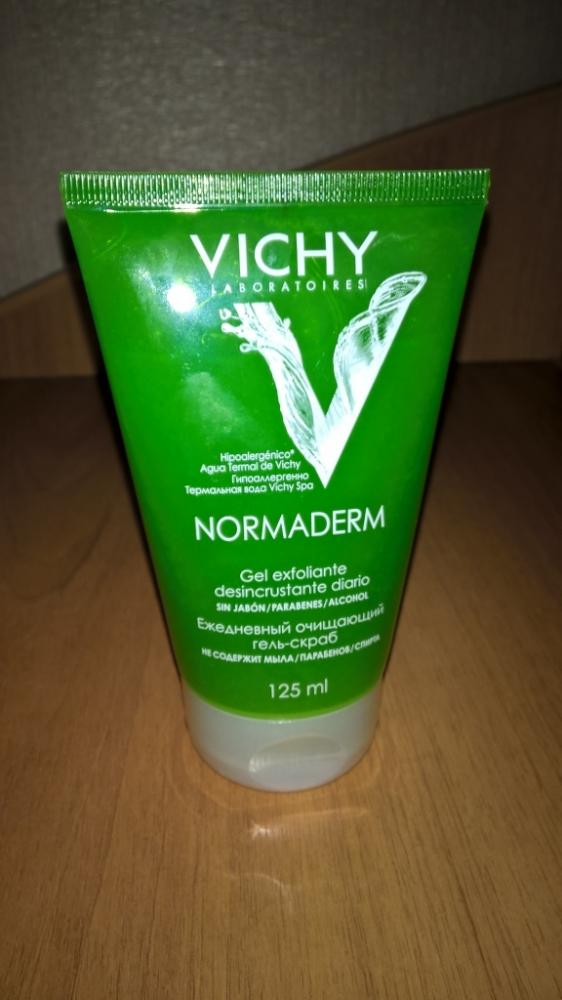 VICHY
LABORATOIRES
Hipoalergénico*
Agua Termal de Vichy
Гипоаллергенно
Термальная вода Vichy Spa
NORMADERM
Gel exfoliante
desincrustante diario
SIN JABÓN/PARABENES/ALCOHOL
Ежедневный очищающий
гель-скраб
НЕ СОДЕРЖИТ МЫЛА/ПАРАБЕНОВ/СПИРТА
125 ml